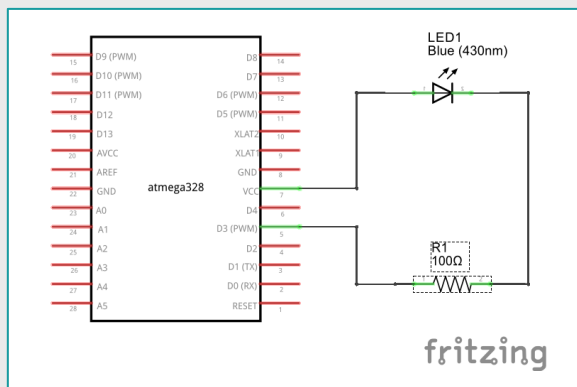 LED1
Blue (430nm)
15 D9 (PWM) D8 14
16 D10 (PWM) D7 13
17 D11 (PWM) D6 (PWM) 12
18 D12 D5 (PWM) 11
19 D13 XLAT2 10
20 AVCC XLAT1 9
21 AREF GND 8
22 GND atmega328 VCC 7
23 A0 D4 6
24 A1 D3 (PWM) 5
25 A2 D2 4
26 A3 D1 (TX) 3
27 A4 D0 (RX) 2
28 A5 RESET 1
R1
100Ω
fritzing